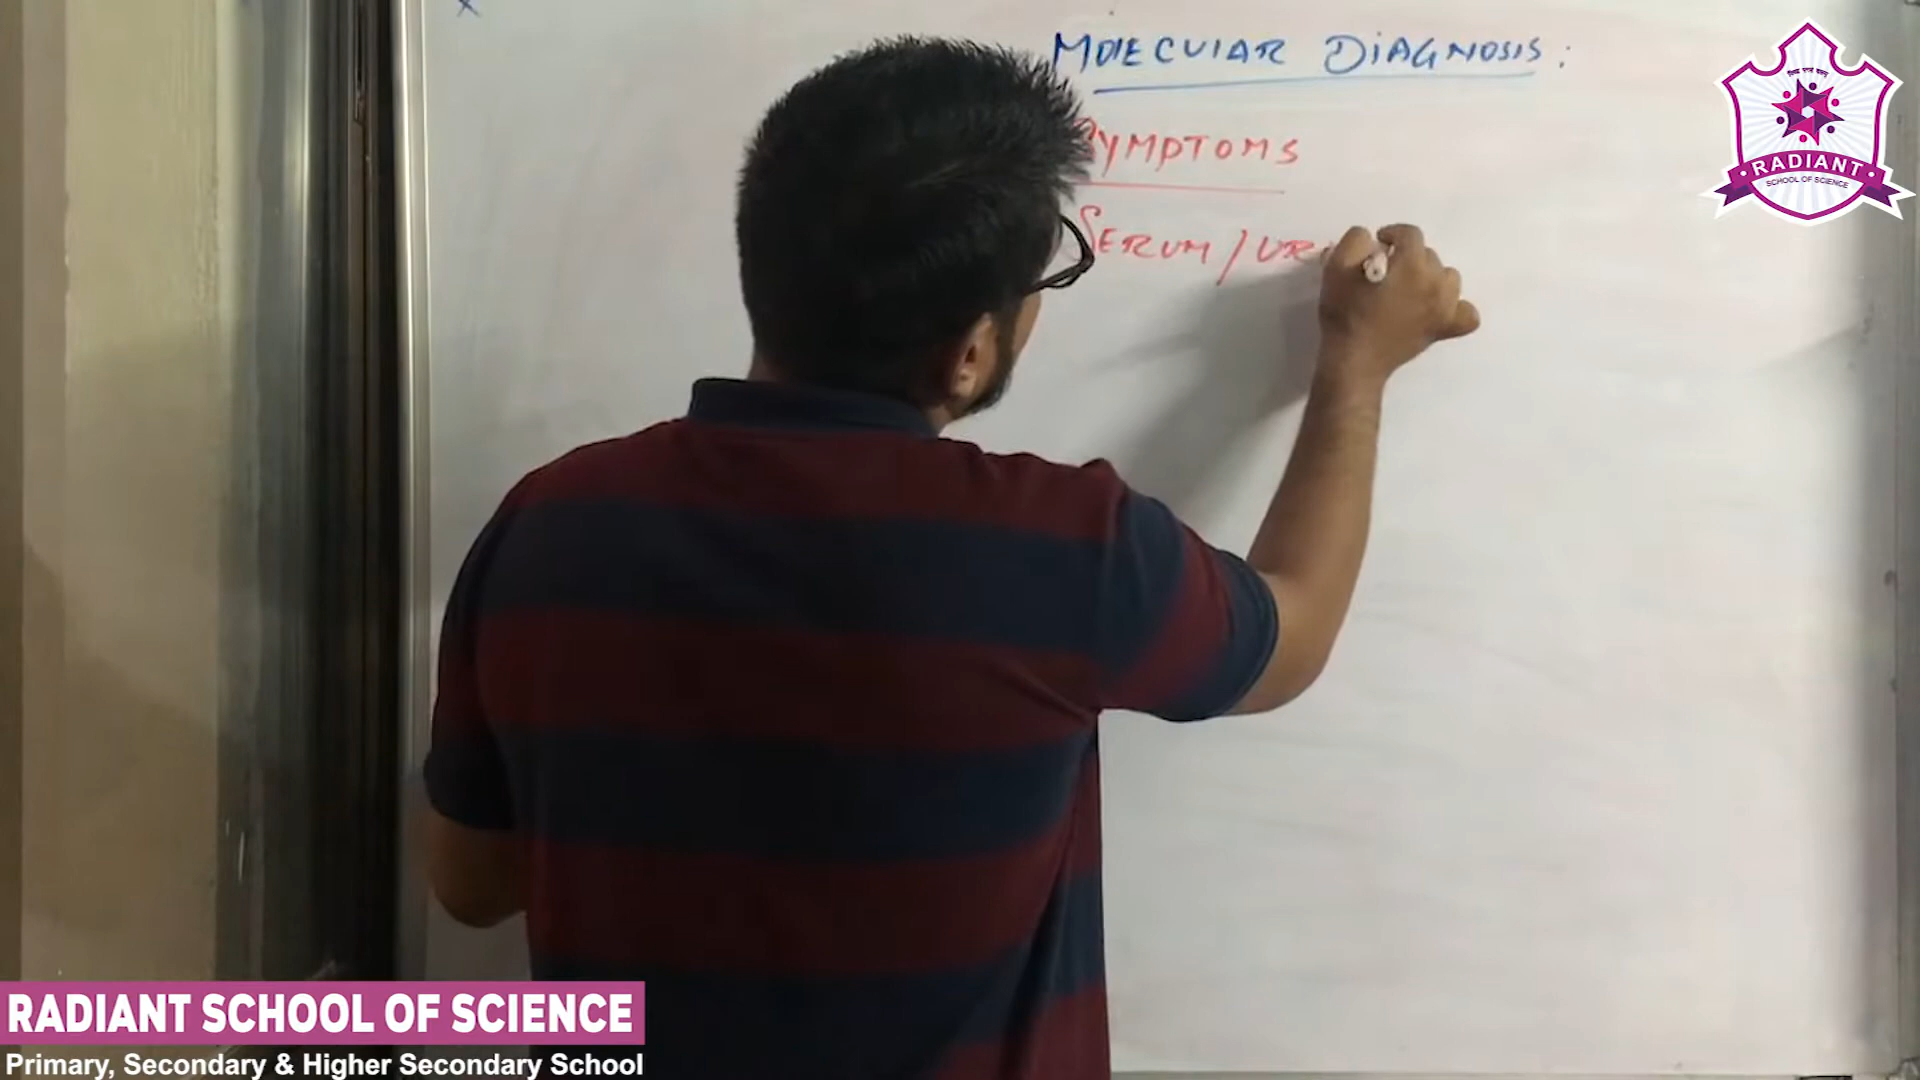 MOLECULAR DIAGNOSIS:
SYMPTOMS
SERUM / UR
RADIANT
SCHOOL OF SCIENCE
RADIANT SCHOOL OF SCIENCE
Primary, Secondary & Higher Secondary School